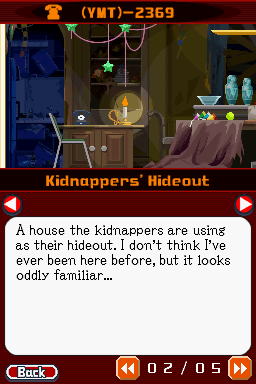 (YMT)-2369
Kidnappers' Hideout
A house the kidnappers are using
as their hideout. I don't think I've
ever been here before, but it looks
oddly familiar...
Back
02/05